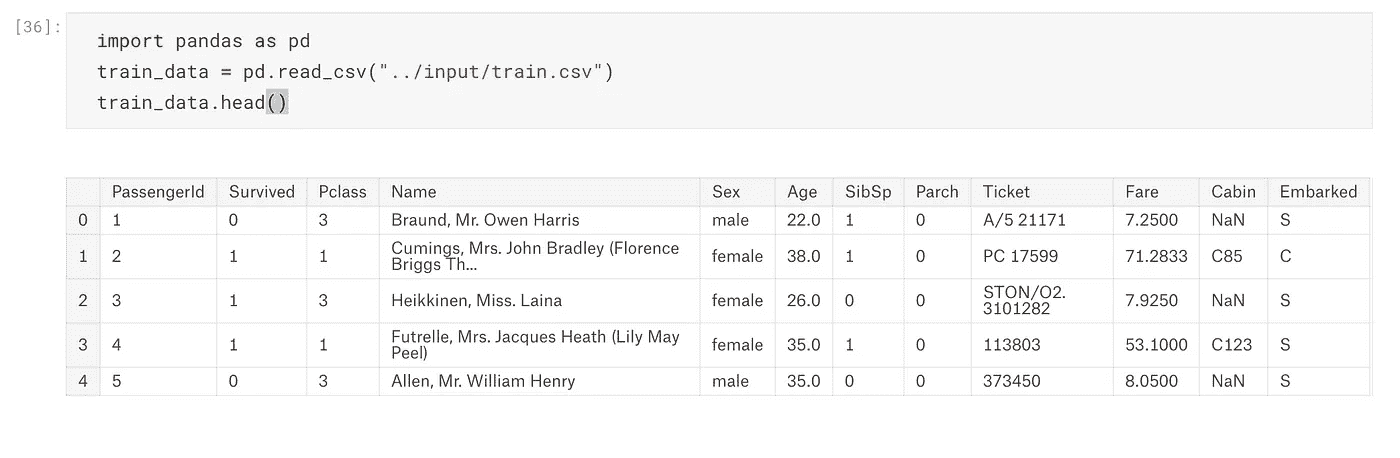 [36]:
import pandas as pd
train_data = pd.read_csv("../input/train.csv")
train_data.head()
PassengerId Survived Pclass Name Sex Age SibSp Parch Ticket Fare Cabin Embarked
0 1 0 3 Braund, Mr. Owen Harris male 22.0 1 0 A/5 21171 7.2500 NaN S
1 2 1 1 Cumings, Mrs. John Bradley (Florence
Briggs Th... female 38.0 1 0 PC 17599 71.2833 C85 C
2 3 1 3 Heikkinen, Miss. Laina female 26.0 0 0 STON/O2.
3101282 7.9250 NaN S
3 4 1 1 Futrelle, Mrs. Jacques Heath (Lily May
Peel) female 35.0 1 0 113803 53.1000 C123 S
4 5 0 3 Allen, Mr. William Henry male 35.0 0 0 373450 8.0500 NaN S